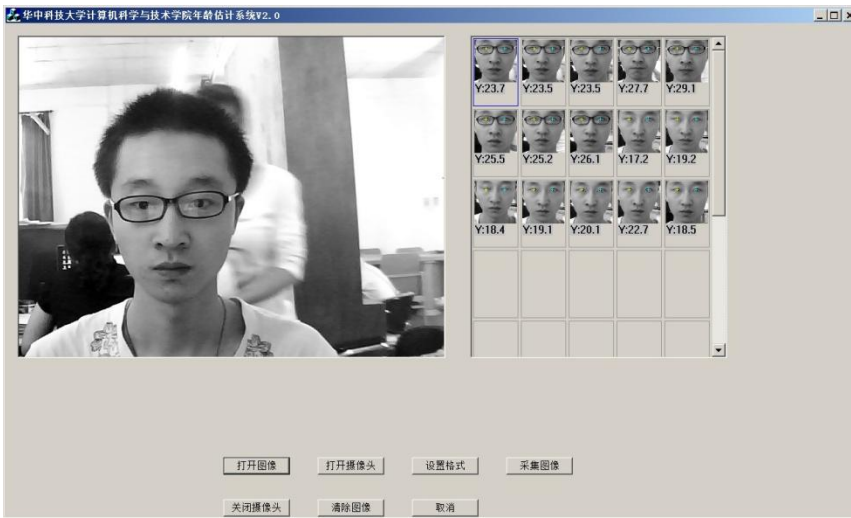 华中科技大学计算机科学与技术学院年龄估计系统V2.0
Y:23.7 Y:23.5 Y:23.5 Y:27.7 Y:29.1
Y:25.5 Y:25.2 Y:26.1 Y:17.2 Y:19.2
Y:18.4 Y:19.1 Y:20.1 Y:22.7 Y:18.5
打开图像 打开摄像头 设置格式 采集图像
关闭摄像头 清除图像 取消